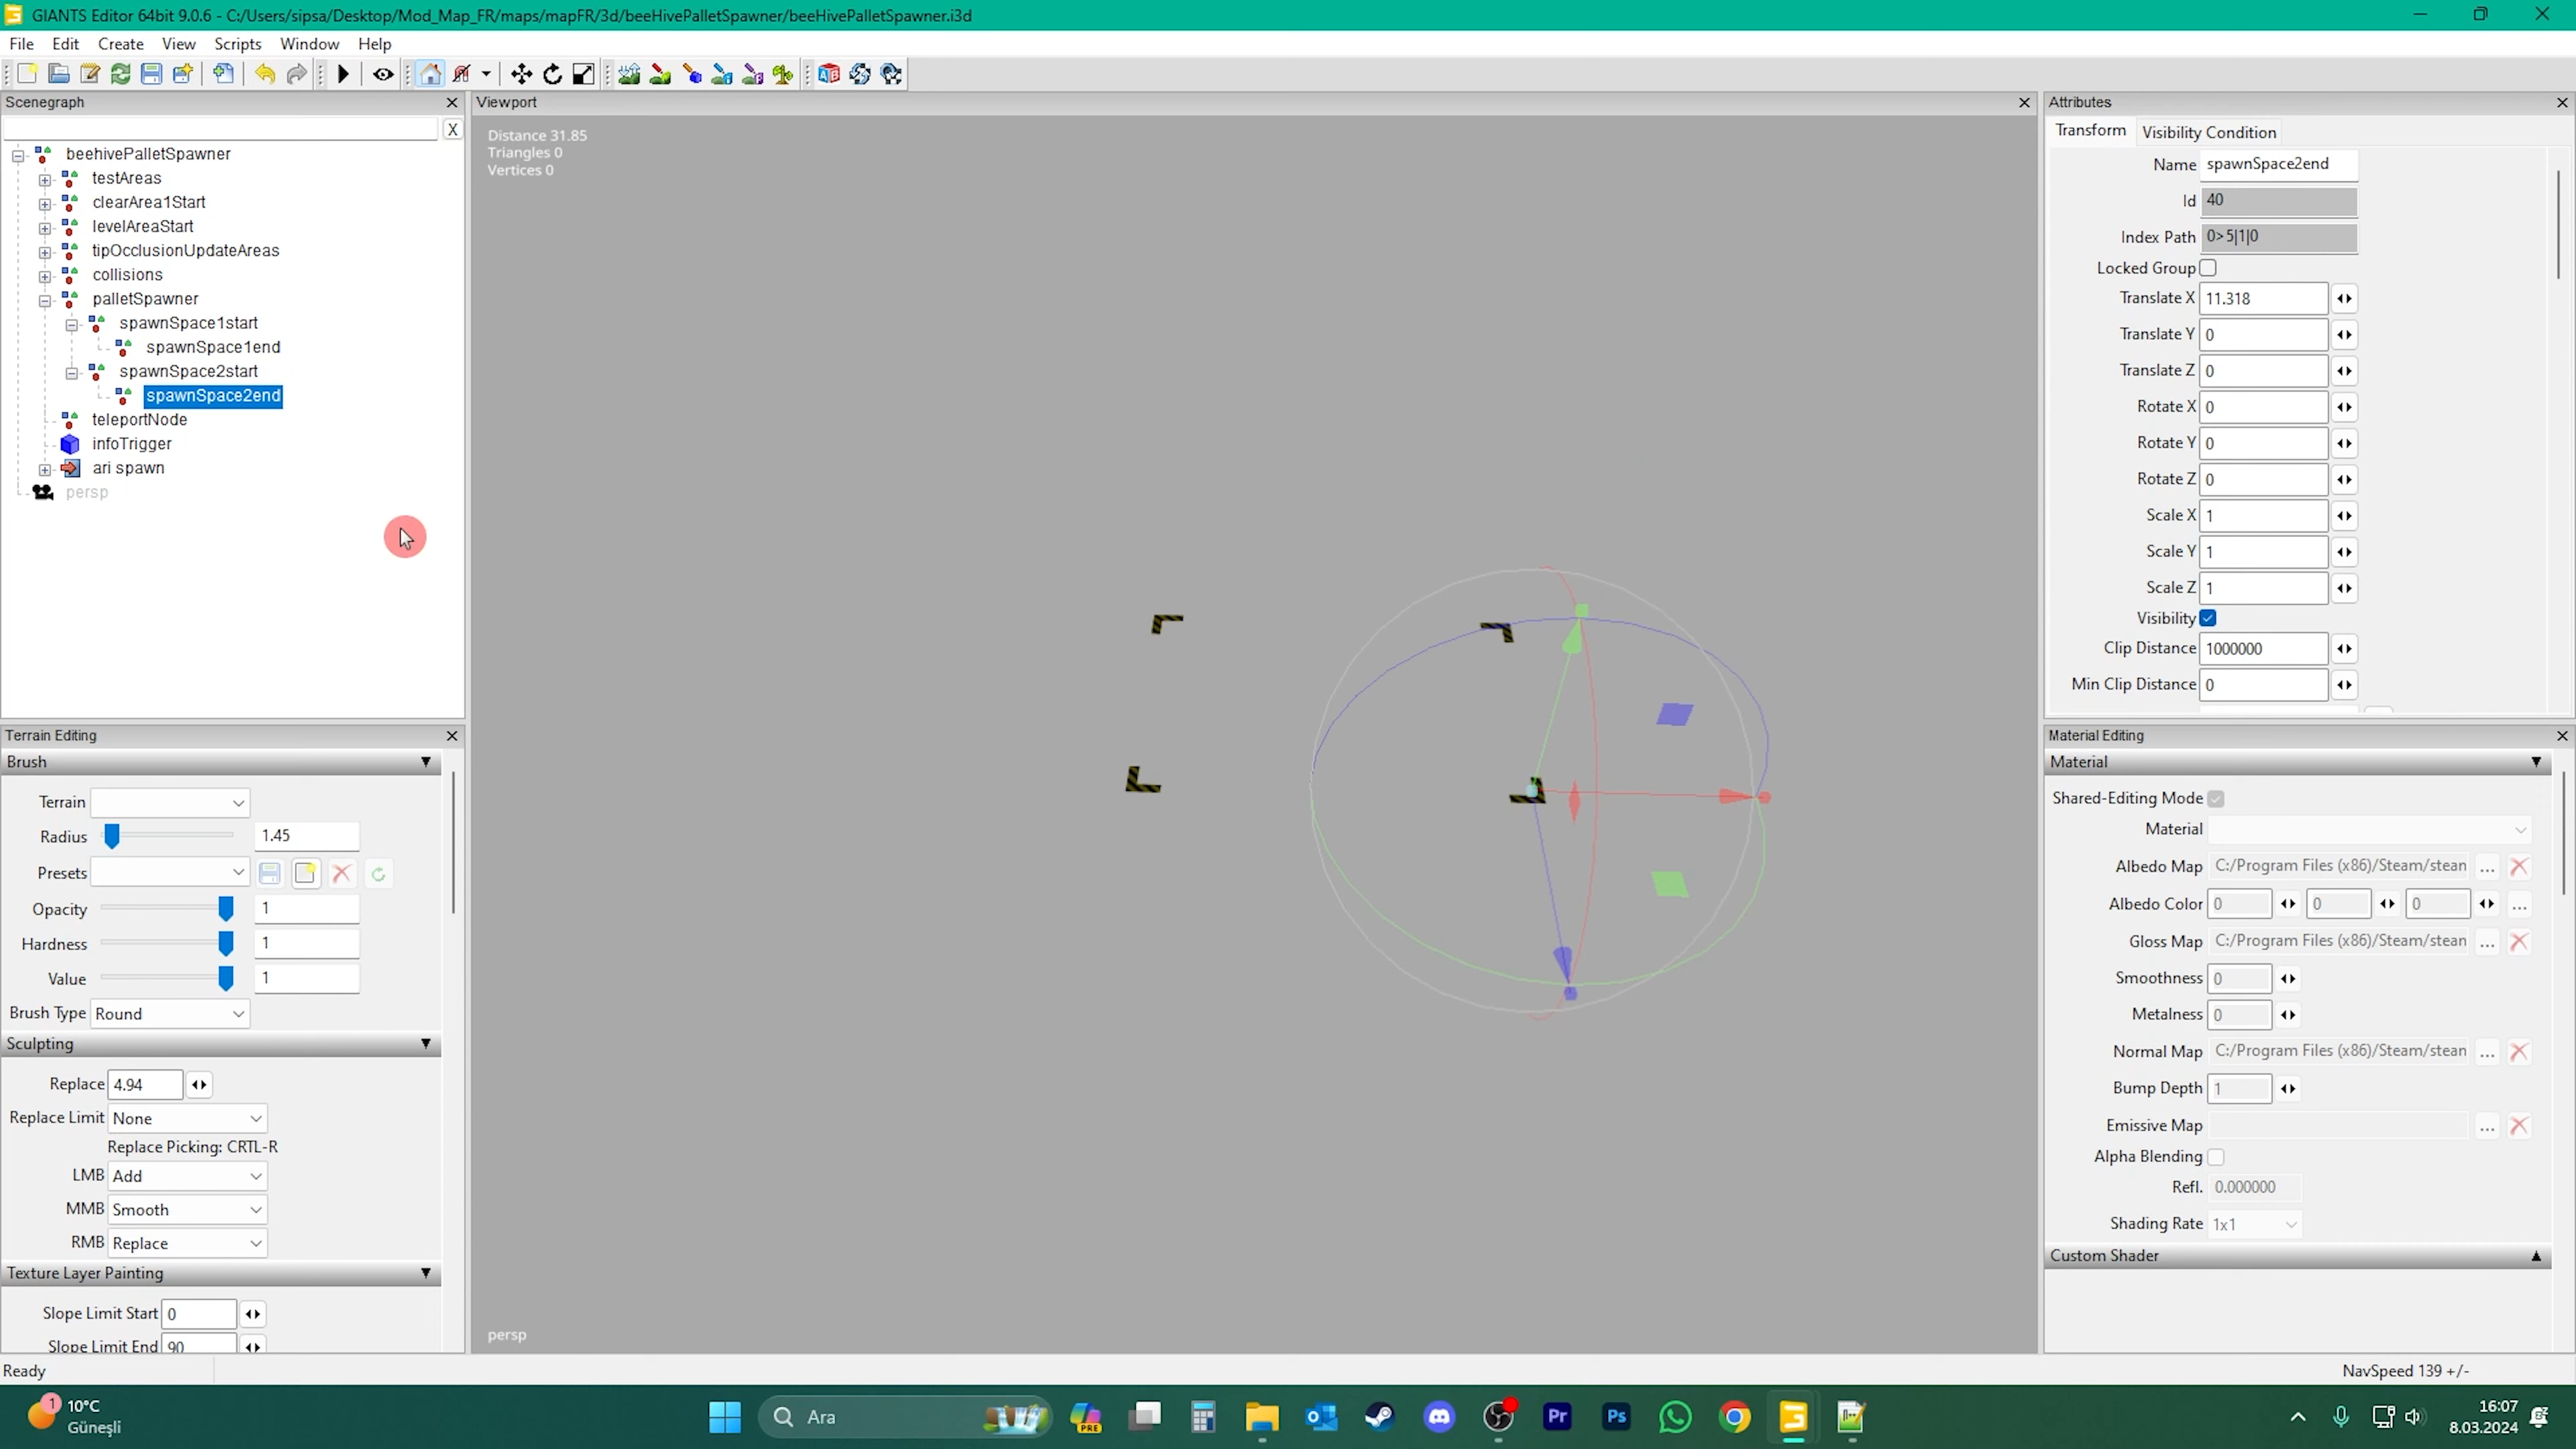 GIANTS Editor 64bit 9.0.6 - C:/Users/sipsa/Desktop/Mod_Map_FR/maps/mapFR/3d/beeHivePalletSpawner/beeHivePalletSpawner.i3d
File Edit Create View Scripts Window Help
Scenegraph
X
beehivePalletSpawner
testAreas
clearArea1Start
levelAreaStart
tipOcclusionUpdateAreas
collisions
palletSpawner
spawnSpace1start
spawnSpace1end
spawnSpace2start
spawnSpace2end
teleportNode
infoTrigger
ari spawn
persp
Terrain Editing
Brush
Terrain
Radius 1.45
Presets
Opacity 1
Hardness 1
Value 1
Brush Type Round
Sculpting
Replace 4.94
Replace Limit None
Replace Picking: CRTL-R
LMB Add
MMB Smooth
RMB Replace
Texture Layer Painting
Slope Limit Start 0
Slope Limit End 90
Ready
Viewport
Distance 31.85
Triangles 0
Vertices 0
persp
Attributes
Transform Visibility Condition
Name spawnSpace2end
Id 40
Index Path 0>5|1|0
Locked Group
Translate X 11.318
Translate Y 0
Translate Z 0
Rotate X 0
Rotate Y 0
Rotate Z 0
Scale X 1
Scale Y 1
Scale Z 1
Visibility
Clip Distance 1000000
Min Clip Distance 0
Material Editing
Material
Shared-Editing Mode
Material
Albedo Map C:/Program Files (x86)/Steam/stean ...
Albedo Color 0 0 0 ...
Gloss Map C:/Program Files (x86)/Steam/stean ...
Smoothness 0
Metalness 0
Normal Map C:/Program Files (x86)/Steam/stean ...
Bump Depth 1
Emissive Map ...
Alpha Blending
Refl. 0.000000
Shading Rate 1x1
Custom Shader
NavSpeed 139 +/-
1
10°C
Güneşli
Ara
PRE
Pr
Ps
16:07
8.03.2024